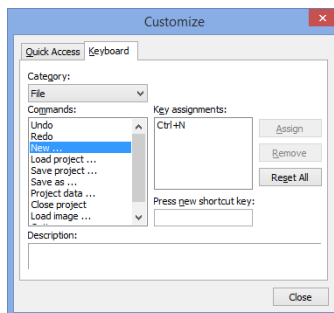 Customize
Quick Access Keyboard
Category:
File
Commands:
Key assignments:
Undo
Redo
New ...
Load project ...
Save project ...
Save as ...
Project data ...
Close project
Load image ...
Ctrl+N
Assign
Remove
Reset All
Press new shortcut key:
Description:
Close